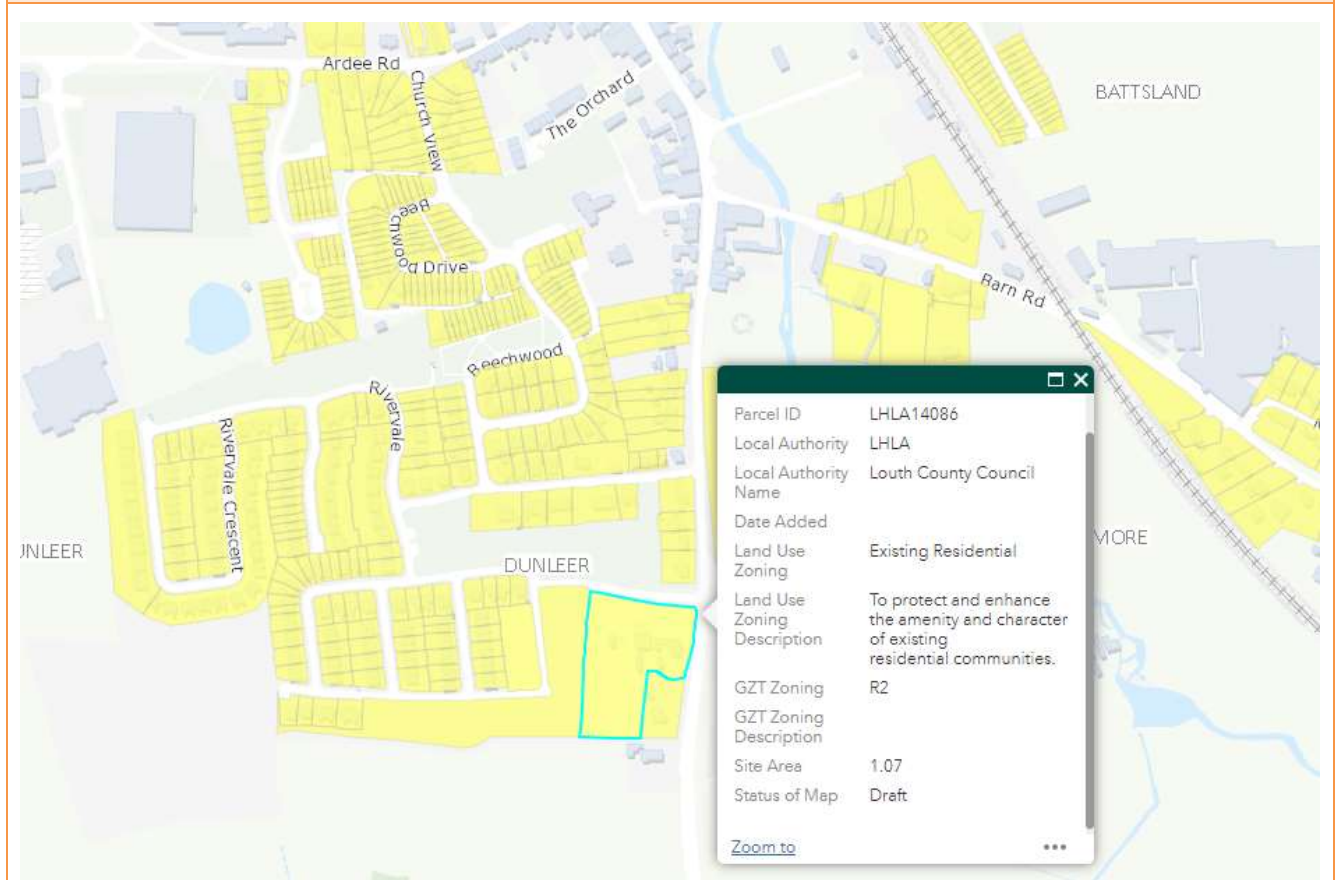 Ardee Rd
Church View
The Orchard
BATTSLAND
Beechwood Drive
Barn Rd
Beechwood
Rivervale
Rivervale Crescent
UNLEER
DUNLEER
MORE
Parcel ID LHLA14086
Local Authority LHLA
Local Authority Louth County Council
Name
Date Added
Land Use Existing Residential
Zoning
Land Use To protect and enhance
Zoning the amenity and character
Description of existing
residential communities.
GZT Zoning R2
GZT Zoning
Description
Site Area 1.07
Status of Map Draft
Zoom to